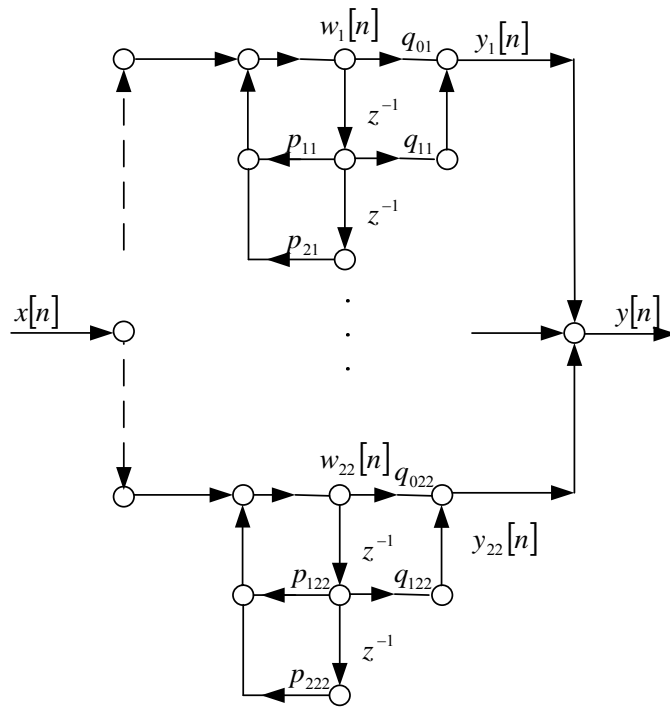 w₁[n]
q₀₁
y₁[n]
z⁻¹
p₁₁
q₁₁
z⁻¹
p₂₁
x[n]
y[n]
w₂₂[n]
q₀₂₂
z⁻¹
y₂₂[n]
p₁₂₂
q₁₂₂
z⁻¹
p₂₂₂